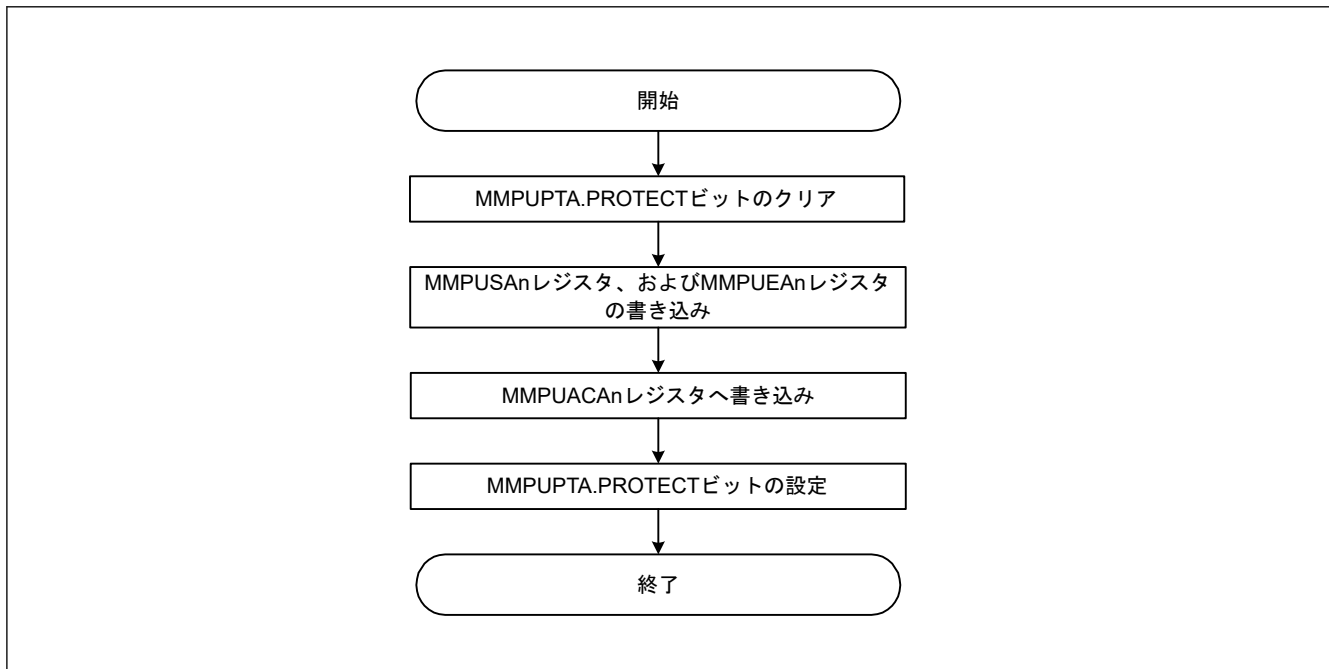 開始
MMPUPTA.PROTECTビットのクリア
MMPUSAnレジスタ、およびMMPUEAnレジスタ
の書き込み
MMPUACAnレジスタへ書き込み
MMPUPTA.PROTECTビットの設定
終了